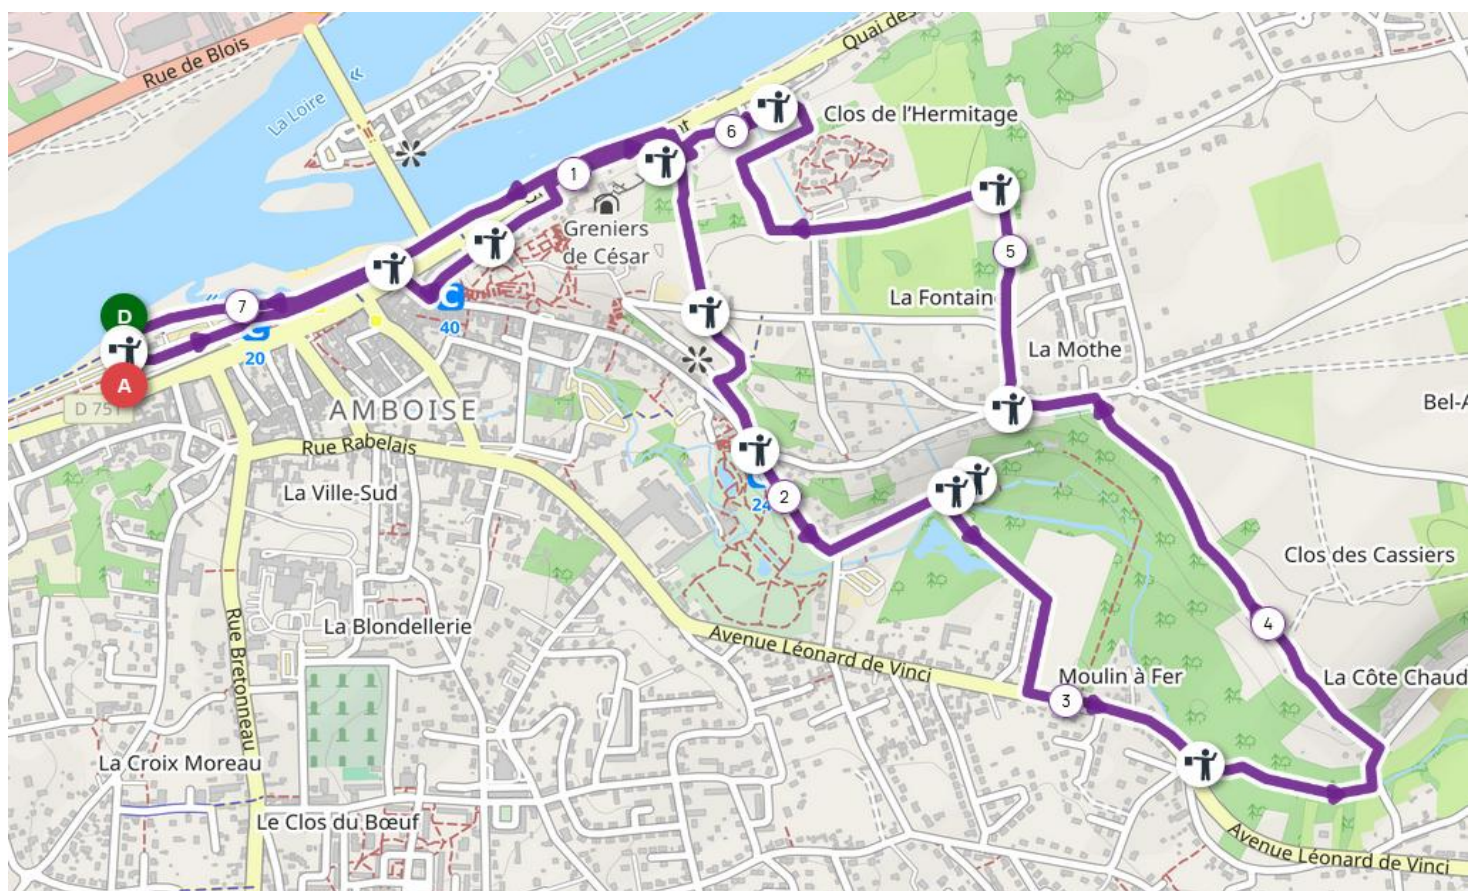 Rue de Blois
Quai des
La Loire
Clos de l'Hermitage
6
1
Greniers
de César
5
La Fontain
7
D
C
40
20
La Mothe
A
D 751
AMBOISE
Bel-A
Rue Rabelais
La Ville-Sud
2
24
Clos des Cassiers
4
La Blondellerie
Rue Bretonneau
Avenue Léonard de Vinci
Moulin à Fer
3
La Côte Chaud
La Croix Moreau
Le Clos du Bœuf
Avenue Léonard de Vinci